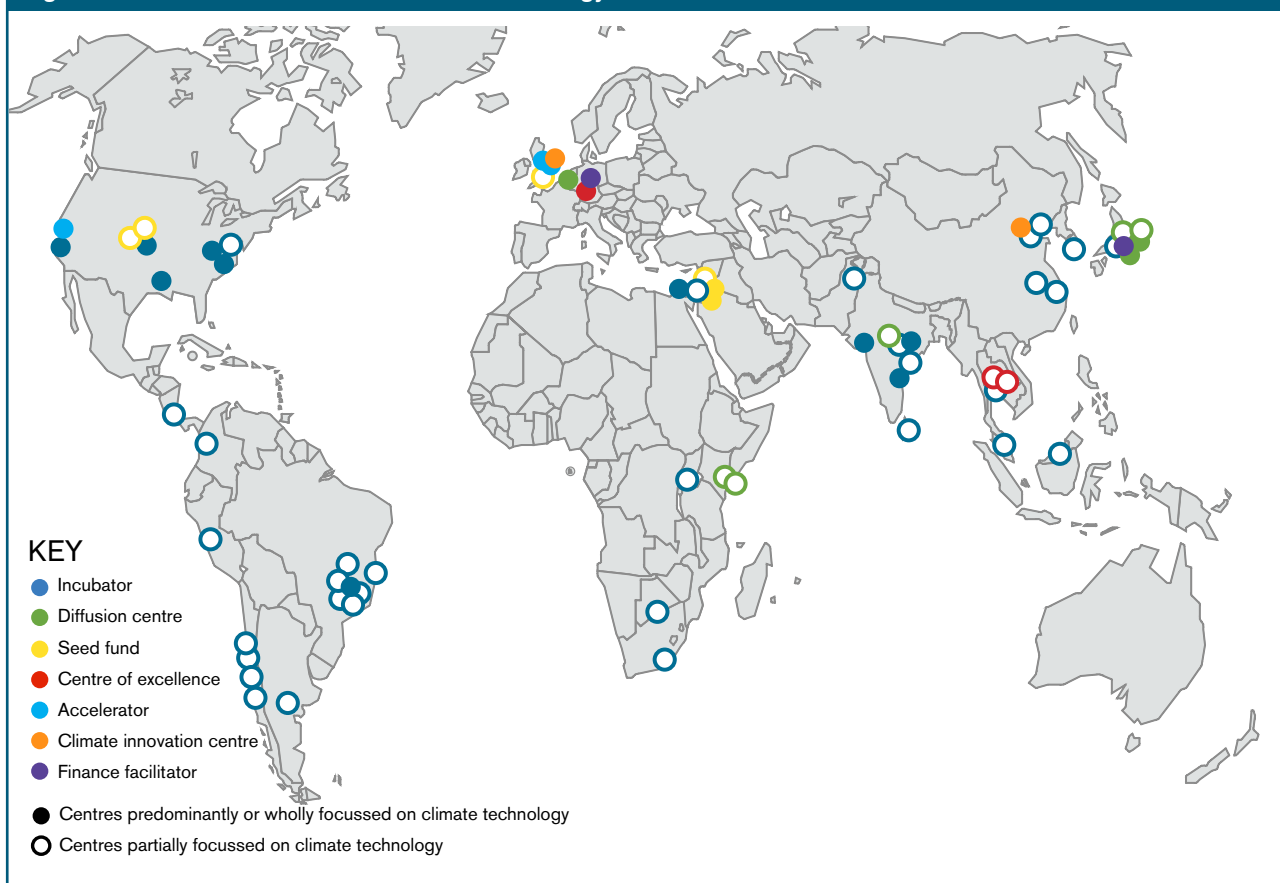 KEY
Incubator
Diffusion centre
Seed fund
Centre of excellence
Accelerator
Climate innovation centre
Finance facilitator
Centres predominantly or wholly focussed on climate technology
Centres partially focussed on climate technology